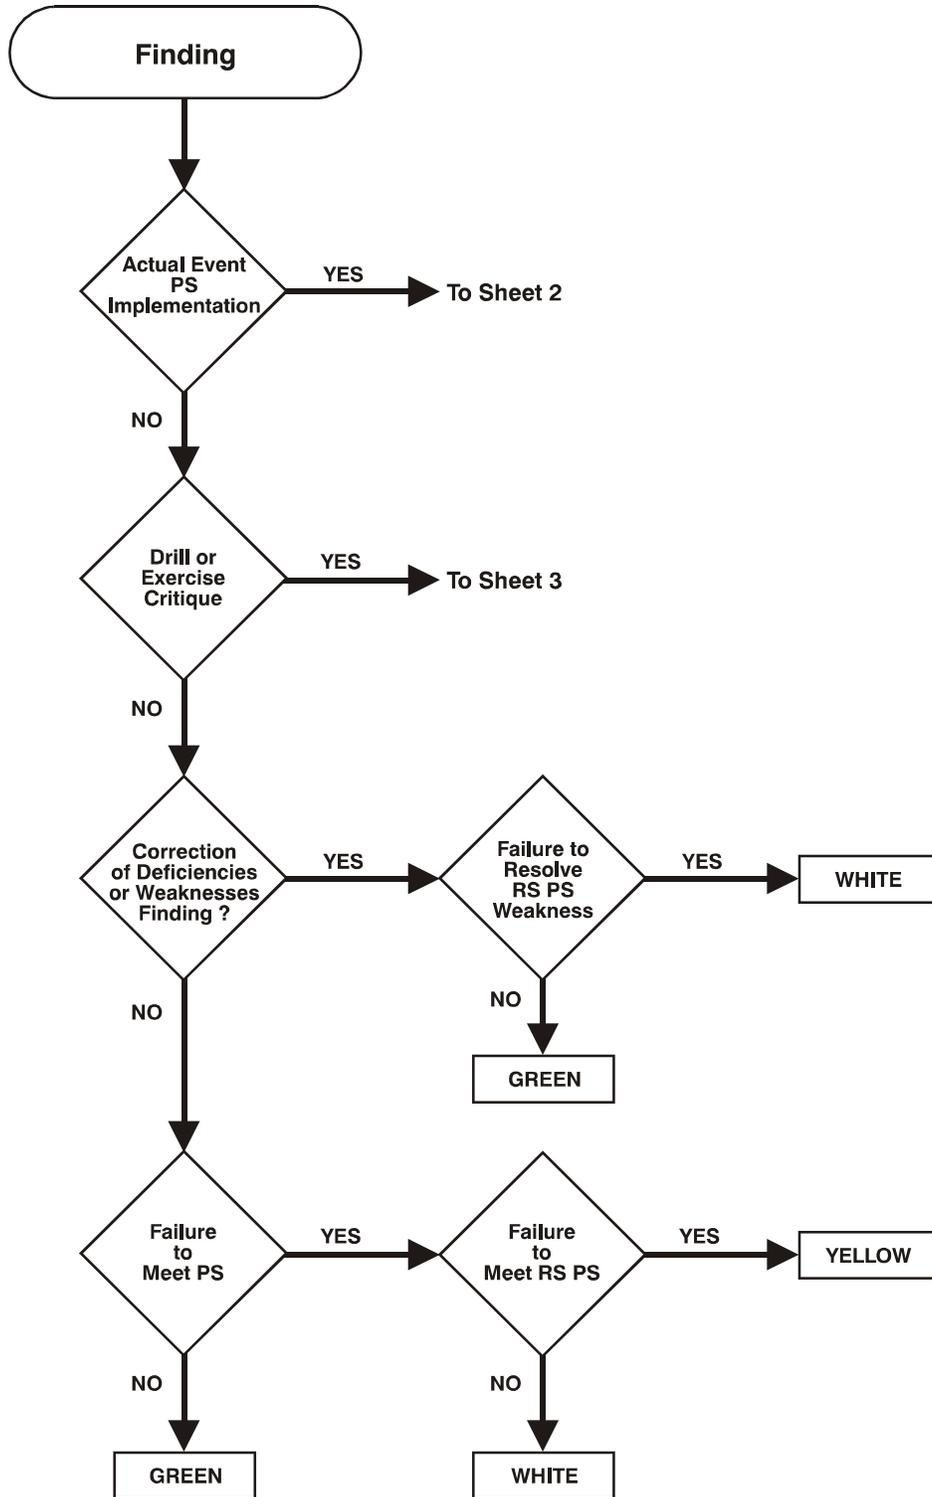 Finding
Actual Event
PS
Implementation
YES
To Sheet 2
NO
Drill or
Exercise
Critique
YES
To Sheet 3
NO
Correction
of Deficiencies
or Weaknesses
Finding ?
YES
Failure to
Resolve
RS PS
Weakness
YES
WHITE
NO
NO
GREEN
Failure
to
Meet PS
YES
Failure
to
Meet RS PS
YES
YELLOW
NO
NO
GREEN
WHITE